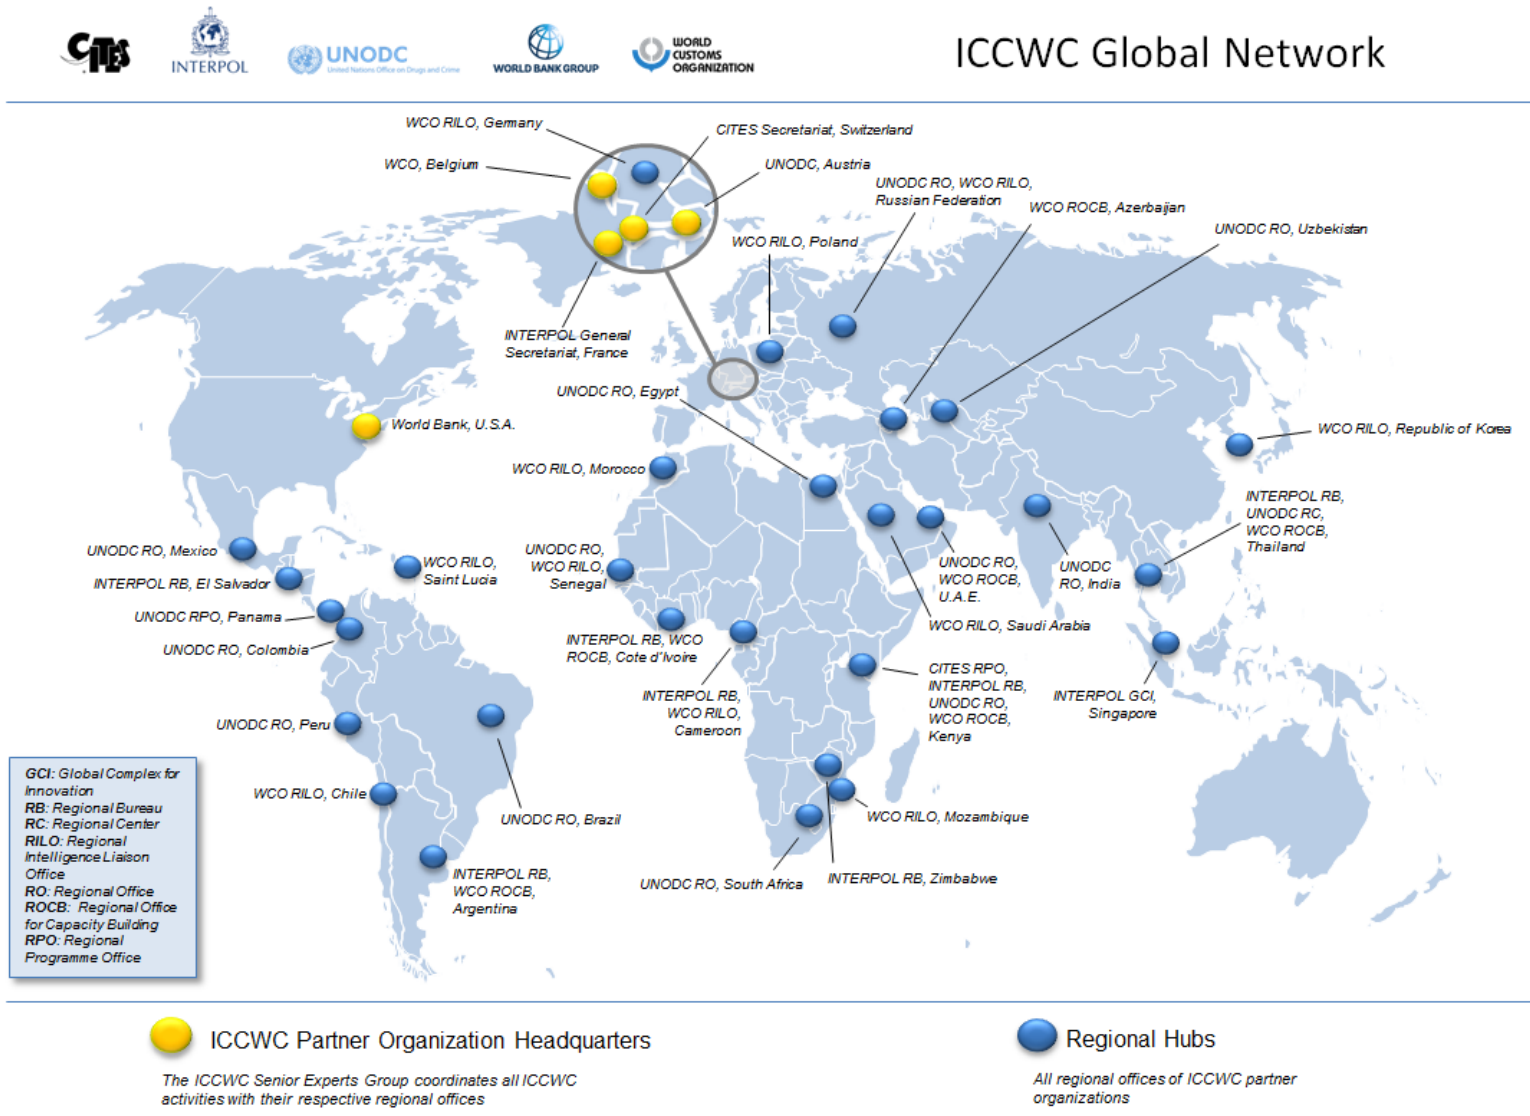 CITES
INTERPOL
UNODC
United Nations Office on Drugs and Crime
WORLD BANK GROUP
WORLD
CUSTOMS
ORGANIZATION
ICCWC Global Network
WCO RILO, Germany
CITES Secretariat, Switzerland
WCO, Belgium
UNODC, Austria
UNODC RO, WCO RILO,
Russian Federation
WCO ROCB, Azerbaijan
UNODC RO, Uzbekistan
WCO RILO, Poland
INTERPOL General
Secretariat, France
UNODC RO, Egypt
World Bank, U.S.A.
WCO RILO, Republic of Korea
WCO RILO, Morocco
INTERPOL RB,
UNODC RC,
WCO ROCB,
Thailand
UNODC RO, Mexico
INTERPOL RB, El Salvador
WCO RILO,
Saint Lucia
UNODC RO,
WCO RILO,
Senegal
UNODC RO,
WCO ROCB,
U.A.E.
UNODC
RO, India
UNODC RPO, Panama
UNODC RO, Colombia
WCO RILO, Saudi Arabia
INTERPOL RB, WCO
ROCB, Cote d'Ivoire
INTERPOL RB,
WCO RILO,
Cameroon
CITES RPO,
INTERPOL RB,
UNODC RO,
WCO ROCB,
Kenya
INTERPOL GCI,
Singapore
UNODC RO, Peru
WCO RILO, Chile
UNODC RO, Brazil
WCO RILO, Mozambique
INTERPOL RB,
WCO ROCB,
Argentina
UNODC RO, South Africa
INTERPOL RB, Zimbabwe
GCI: Global Complex for
Innovation
RB: Regional Bureau
RC: Regional Center
RILO: Regional
Intelligence Liaison
Office
RO: Regional Office
ROCB: Regional Office
for Capacity Building
RPO: Regional
Programme Office
ICCWC Partner Organization Headquarters
The ICCWC Senior Experts Group coordinates all ICCWC
activities with their respective regional offices
Regional Hubs
All regional offices of ICCWC partner
organizations